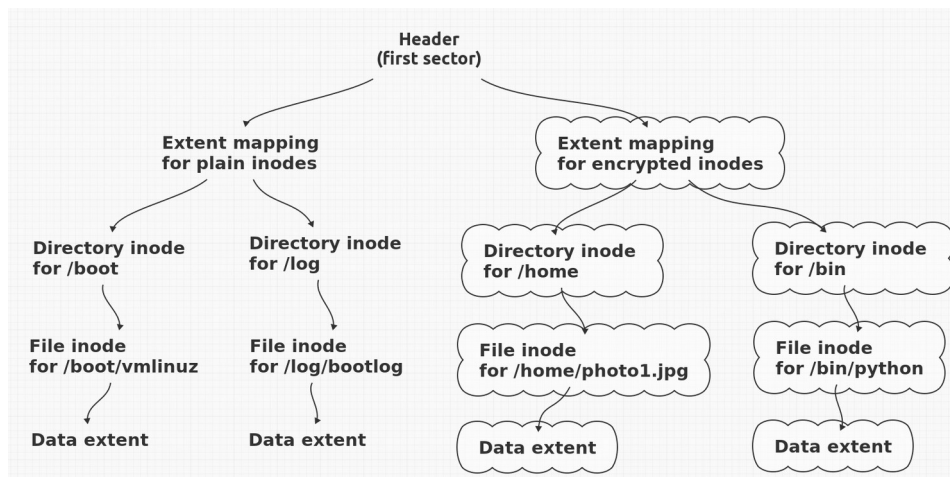 Header
(first sector)
Extent mapping
for plain inodes
Extent mapping
for encrypted inodes
Directory inode
for /boot
Directory inode
for /log
Directory inode
for /home
Directory inode
for /bin
File inode
for /boot/vmlinuz
File inode
for /log/bootlog
File inode
for /home/photo1.jpg
File inode
for /bin/python
Data extent
Data extent
Data extent
Data extent